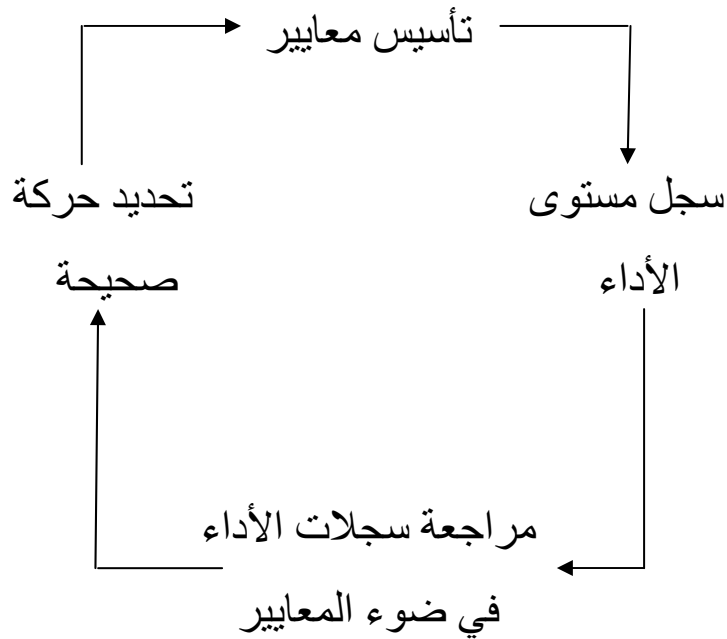 تأسيس معايير
سجل مستوى
الأداء
مراجعة سجلات الأداء
في ضوء المعايير
تحديد حركة
صحيحة